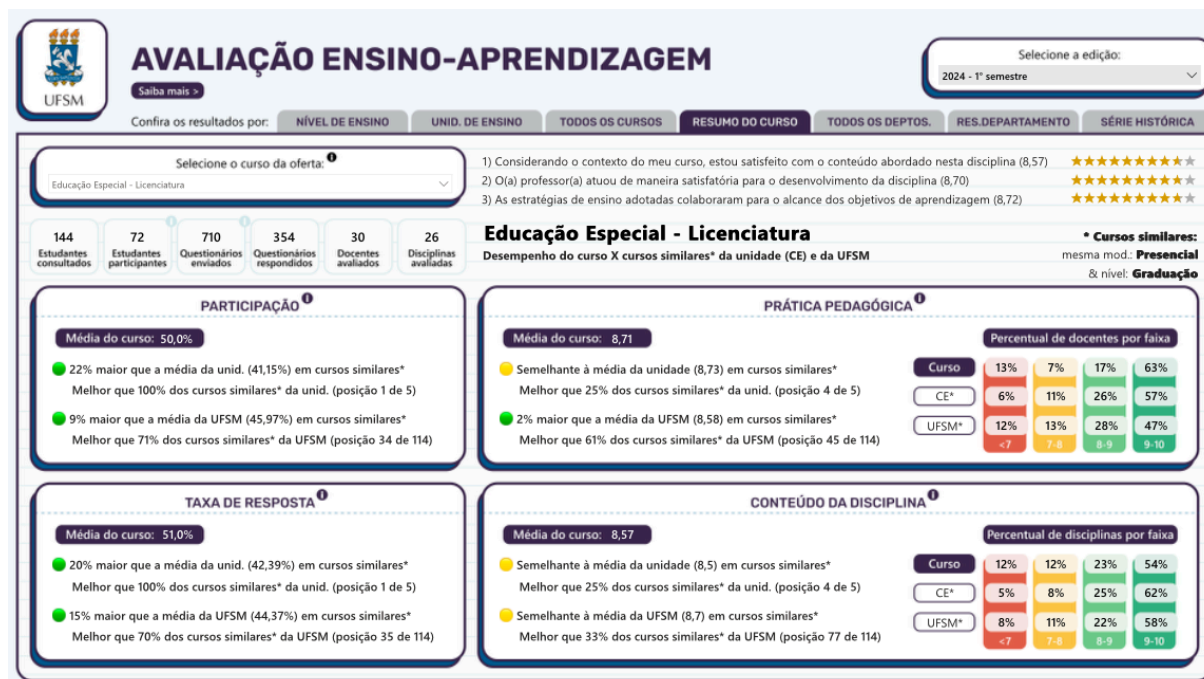 UFSM
AVALIAÇÃO ENSINO-APRENDIZAGEM
Saiba mais >
Selecione a edição:
2024 - 1° semestre
Confira os resultados por:
NÍVEL DE ENSINO
UNID. DE ENSINO
TODOS OS CURSOS
RESUMO DO CURSO
TODOS OS DEPTOS.
RES.DEPARTAMENTO
SÉRIE HISTÓRICA
Selecione o curso da oferta:
Educação Especial - Licenciatura
1) Considerando o contexto do meu curso, estou satisfeito com o conteúdo abordado nesta disciplina (8,57)
2) O(a) professor(a) atuou de maneira satisfatória para o desenvolvimento da disciplina (8,70)
3) As estratégias de ensino adotadas colaboraram para o alcance dos objetivos de aprendizagem (8,72)
144
Estudantes
consultados
72
Estudantes
participantes
710
Questionários
enviados
354
Questionários
respondidos
30
Docentes
avaliados
26
Disciplinas
avaliadas
Educação Especial - Licenciatura
Desempenho do curso X cursos similares* da unidade (CE) e da UFSM
* Cursos similares:
mesma mod.: Presencial
& nível: Graduação
PARTICIPAÇÃO
Média do curso: 50,0%
22% maior que a média da unid. (41,15%) em cursos similares*
Melhor que 100% dos cursos similares* da unid. (posição 1 de 5)
9% maior que a média da UFSM (45,97%) em cursos similares*
Melhor que 71% dos cursos similares* da UFSM (posição 34 de 114)
PRÁTICA PEDAGÓGICA
Média do curso: 8,71
Semelhante à média da unidade (8,73) em cursos similares*
Melhor que 25% dos cursos similares* da unid. (posição 4 de 5)
2% maior que a média da UFSM (8,58) em cursos similares*
Melhor que 61% dos cursos similares* da UFSM (posição 45 de 114)
Percentual de docentes por faixa
Curso 13% 7% 17% 63%
CE* 6% 11% 26% 57%
UFSM* 12% 13% 28% 47%
<7 7-8 8-9 9-10
TAXA DE RESPOSTA
Média do curso: 51,0%
20% maior que a média da unid. (42,39%) em cursos similares*
Melhor que 100% dos cursos similares* da unid. (posição 1 de 5)
15% maior que a média da UFSM (44,37%) em cursos similares*
Melhor que 70% dos cursos similares* da UFSM (posição 35 de 114)
CONTEÚDO DA DISCIPLINA
Média do curso: 8,57
Semelhante à média da unidade (8,5) em cursos similares*
Melhor que 25% dos cursos similares* da unid. (posição 4 de 5)
Semelhante à média da UFSM (8,7) em cursos similares*
Melhor que 33% dos cursos similares* da UFSM (posição 77 de 114)
Percentual de disciplinas por faixa
Curso 12% 12% 23% 54%
CE* 5% 8% 25% 62%
UFSM* 8% 11% 22% 58%
<7 7-8 8-9 9-10